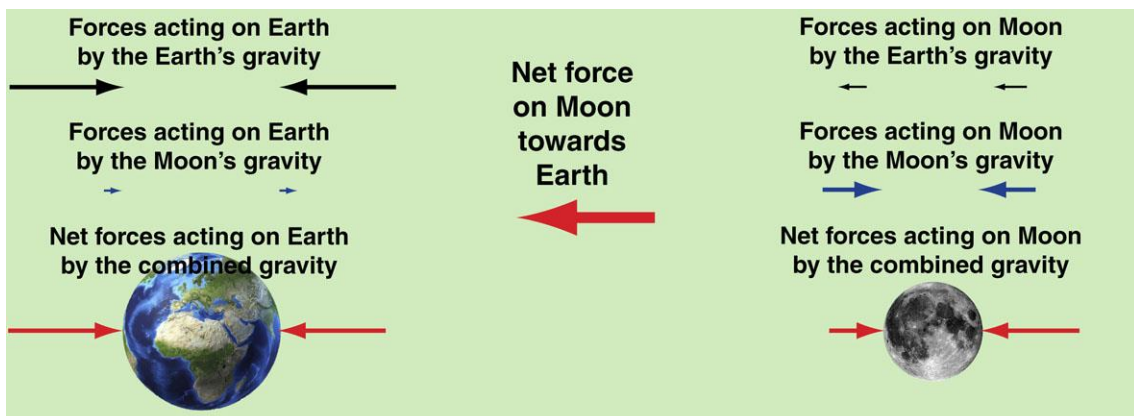 Forces acting on Earth
by the Earth's gravity
Forces acting on Earth
by the Moon's gravity
Net forces acting on Earth
by the combined gravity
Net force
on Moon
towards
Earth
Forces acting on Moon
by the Earth's gravity
Forces acting on Moon
by the Moon's gravity
Net forces acting on Moon
by the combined gravity